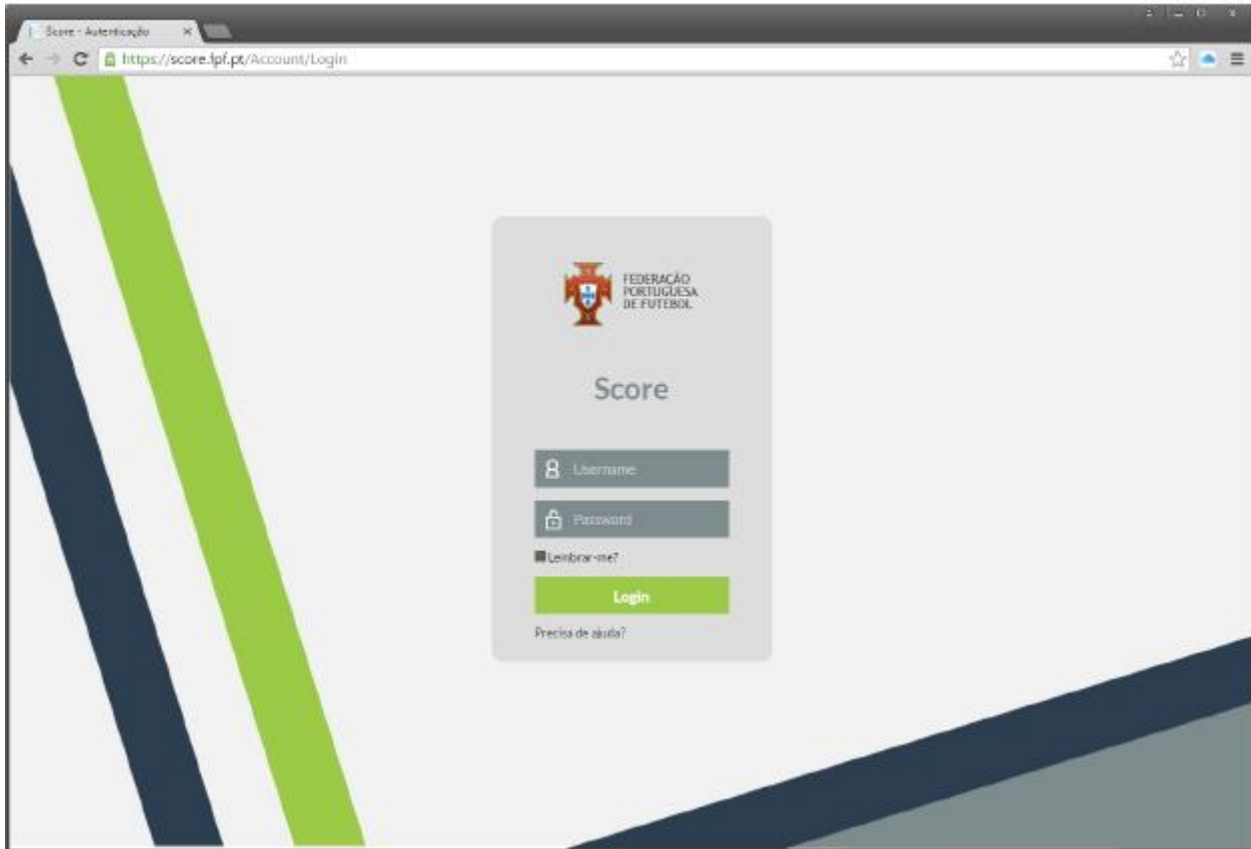 Score - Autenticação
https://score.fpf.pt/Account/Login
FEDERAÇÃO
PORTUGUESA
DE FUTEBOL
Score
Username
Password
Lembrar-me?
Login
Precisa de ajuda?